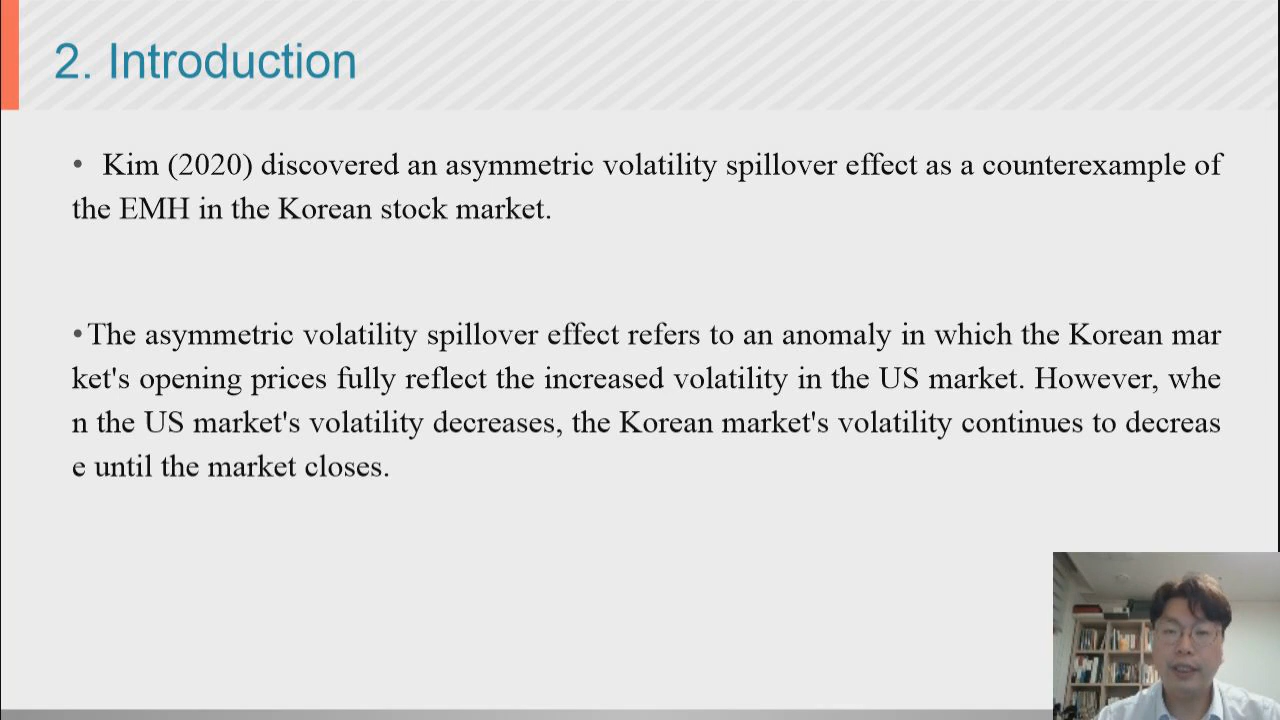 2. Introduction
• Kim (2020) discovered an asymmetric volatility spillover effect as a counterexample of
the EMH in the Korean stock market.
•The asymmetric volatility spillover effect refers to an anomaly in which the Korean mar
ket's opening prices fully reflect the increased volatility in the US market. However, whe
n the US market's volatility decreases, the Korean market's volatility continues to decreas
e until the market closes.